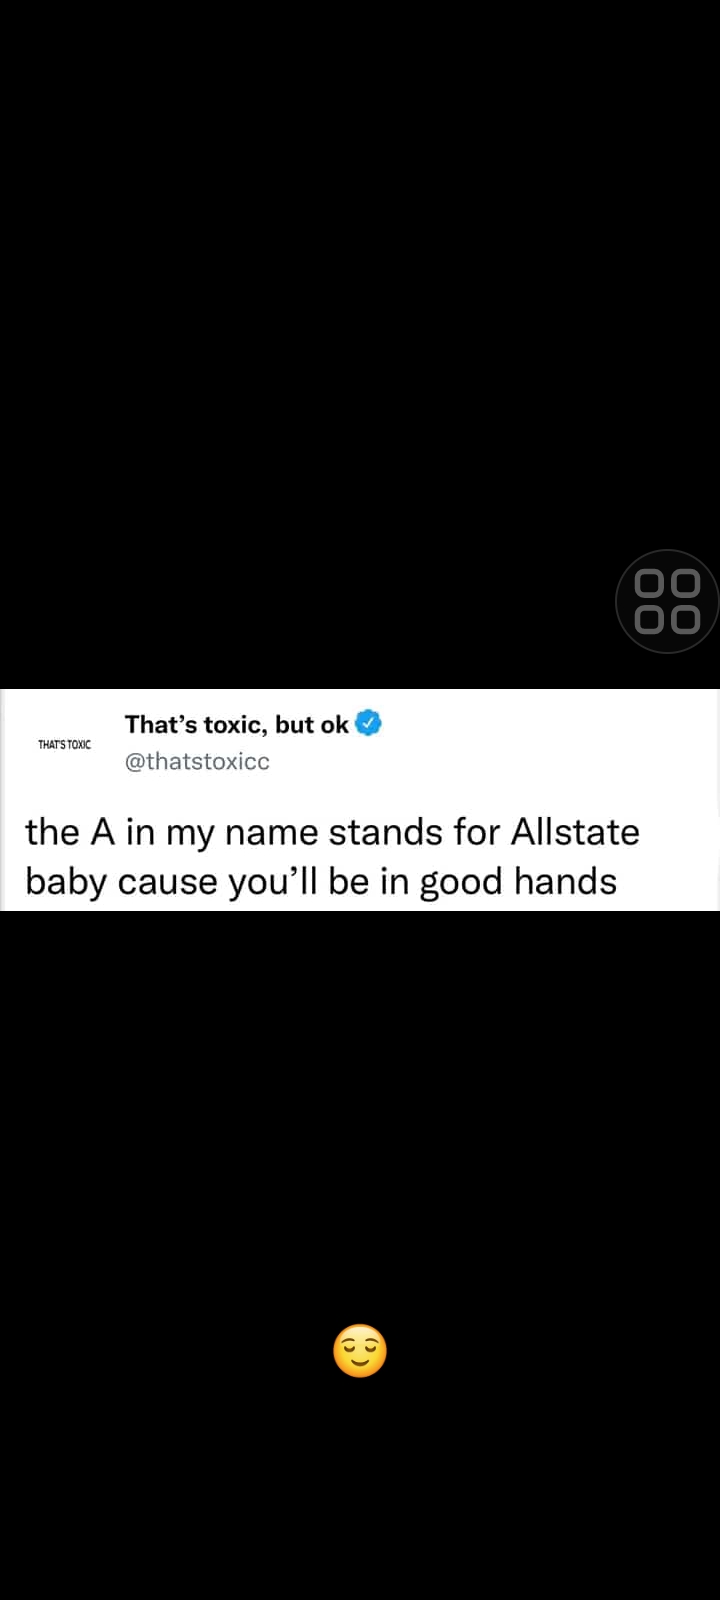 That’s toxic, but ok
THAT'S TOXIC
@thatstoxicc
the A in my name stands for Allstate
baby cause you’ll be in good hands